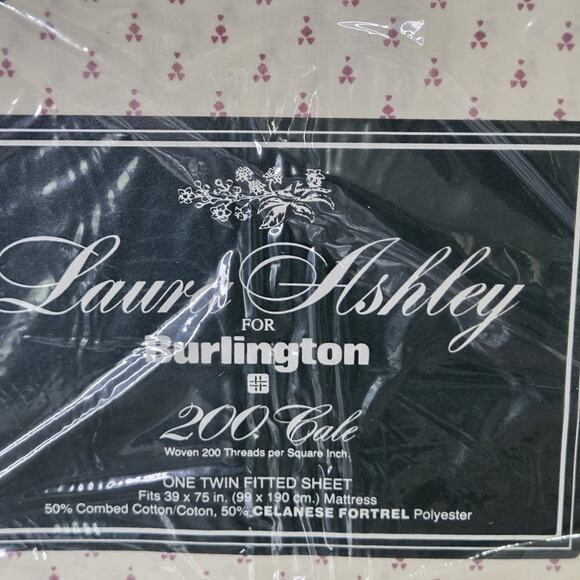 Laura Ashley
FOR
Burlington
200 Cale
Woven 200 Threads per Square Inch.
ONE TWIN FITTED SHEET
Fits 39 x 75 in. (99 x 190 cm.) Mattress
50% Combed Cotton/Coton, 50% CELANESE FORTREL Polyester